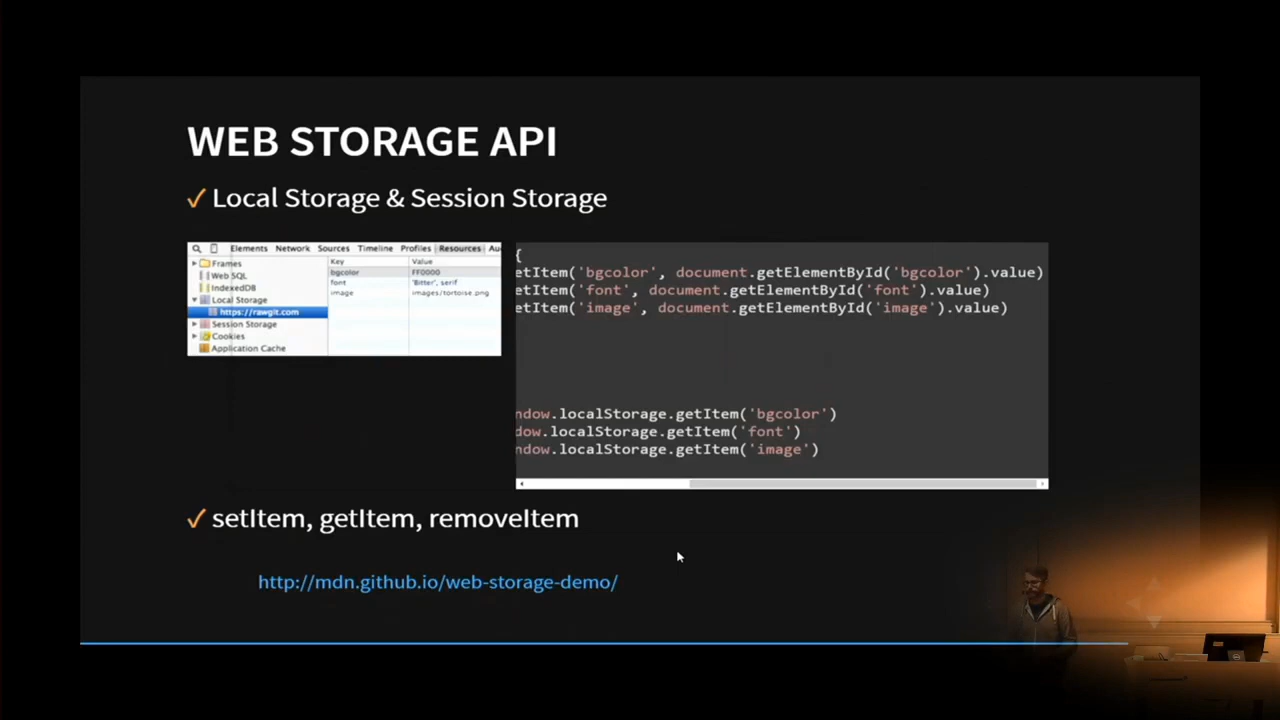 WEB STORAGE API
✓ Local Storage & Session Storage
Elements Network Sources Timeline Profiles Resources Au
Frames
Web SQL
IndexedDB
Local Storage
https://rawgit.com
Session Storage
Cookies
Application Cache
Key Value
bgcolor FF0000
font 'Bitter', serif
image images/tortoise.png
{
etItem('bgcolor', document.getElementById('bgcolor').value)
etItem('font', document.getElementById('font').value)
etItem('image', document.getElementById('image').value)
ndow.localStorage.getItem('bgcolor')
dow.localStorage.getItem('font')
ndow.localStorage.getItem('image')
✓ setItem, getItem, removeItem
http://mdn.github.io/web-storage-demo/